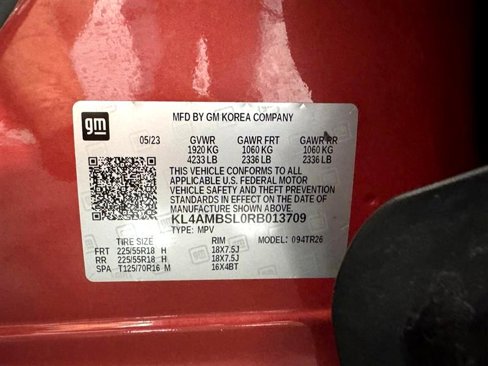 gm
MFD BY GM KOREA COMPANY
05/23 GVWR GAWR FRT GAWR RR
1920 KG 1060 KG 1060 KG
4233 LB 2336 LB 2336 LB
THIS VEHICLE CONFORMS TO ALL
APPLICABLE U.S. FEDERAL MOTOR
VEHICLE SAFETY AND THEFT PREVENTION
STANDARDS IN EFFECT ON THE DATE OF
MANUFACTURE SHOWN ABOVE.
KL4AMBSL0RB013709
TYPE: MPV
TIRE SIZE RIM MODEL: 094TR26
FRT 225/55R18 H 18X7.5J
RR 225/55R18 H 18X7.5J
SPA T125/70R16 M 16X4BT